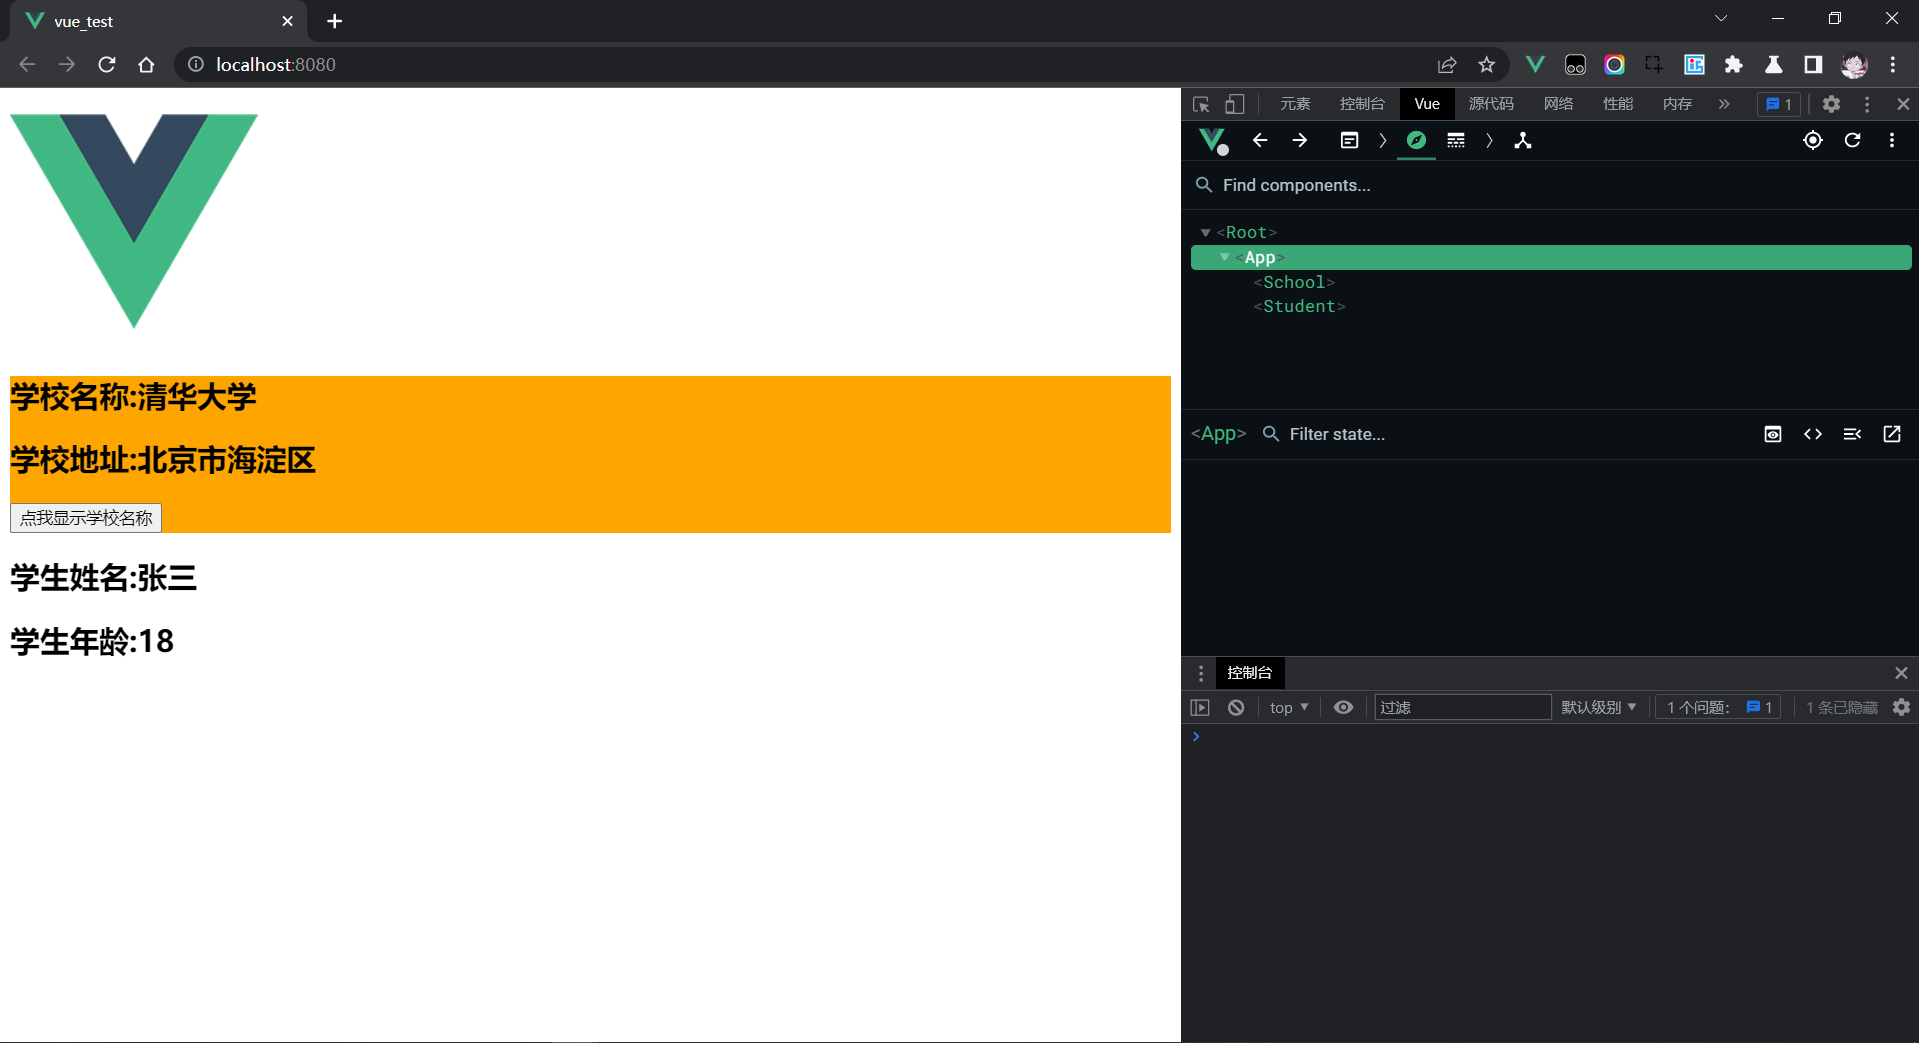 vue_test
localhost:8080
元素 控制台 Vue 源代码 网络 性能 内存 » 1
Find components...
<Root>
<App>
<School>
<Student>
<App> Filter state...
控制台
top 过滤 默认级别 1 个问题: 1 1 条已隐藏
学校名称:清华大学
学校地址:北京市海淀区
点我显示学校名称
学生姓名:张三
学生年龄:18